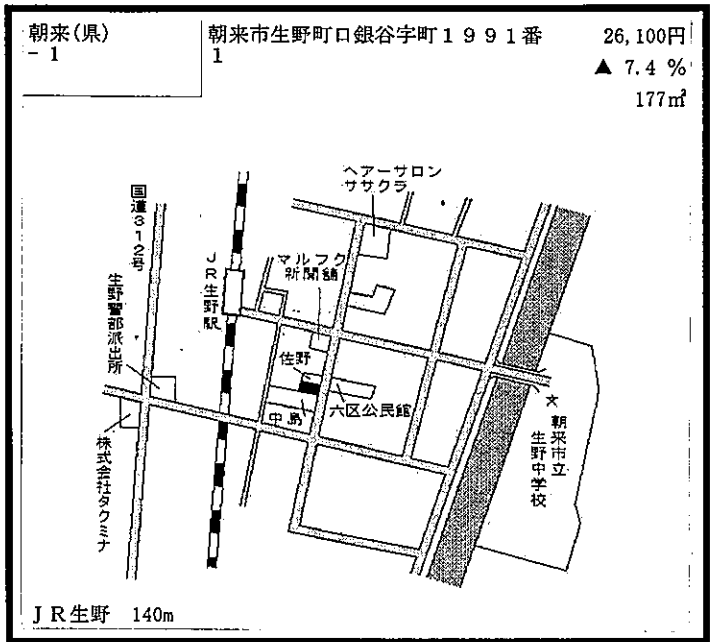 朝来(県)
- 1
朝来市生野町口銀谷字町1991番
1
26,100円
▲ 7.4 %
177㎡
ヘアーサロン
ササクラ
国道312号
JR生野駅
マルフク
新聞舗
生野警部派出所
佐野
中島
六区公民館
株式会社タクミナ
文
朝来市立
生野中学校
JR生野 140m